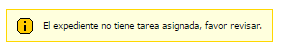 El expediente no tiene tarea asignada, favor revisar.